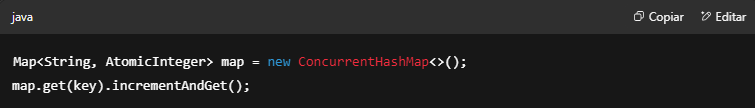 java
Copiar
Editar
Map<String, AtomicInteger> map = new ConcurrentHashMap<>();
map.get(key).incrementAndGet();